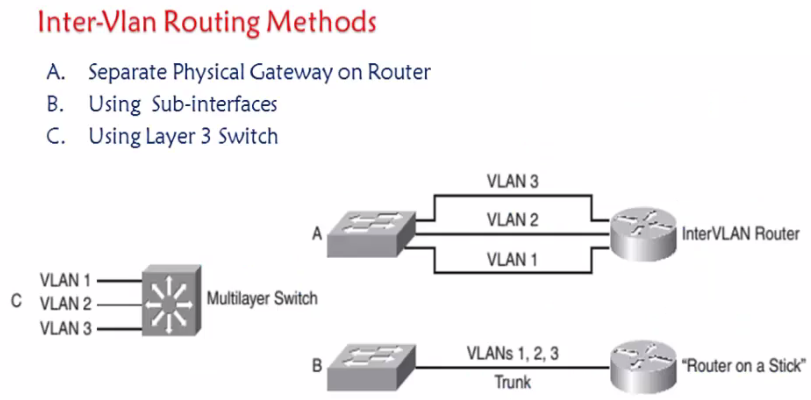 Inter-Vlan Routing Methods
A. Separate Physical Gateway on Router
B. Using Sub-interfaces
C. Using Layer 3 Switch
VLAN 3
VLAN 2
VLAN 1
A
InterVLAN Router
VLAN 1
C VLAN 2
VLAN 3
Multilayer Switch
B
VLANs 1, 2, 3
Trunk
"Router on a Stick"